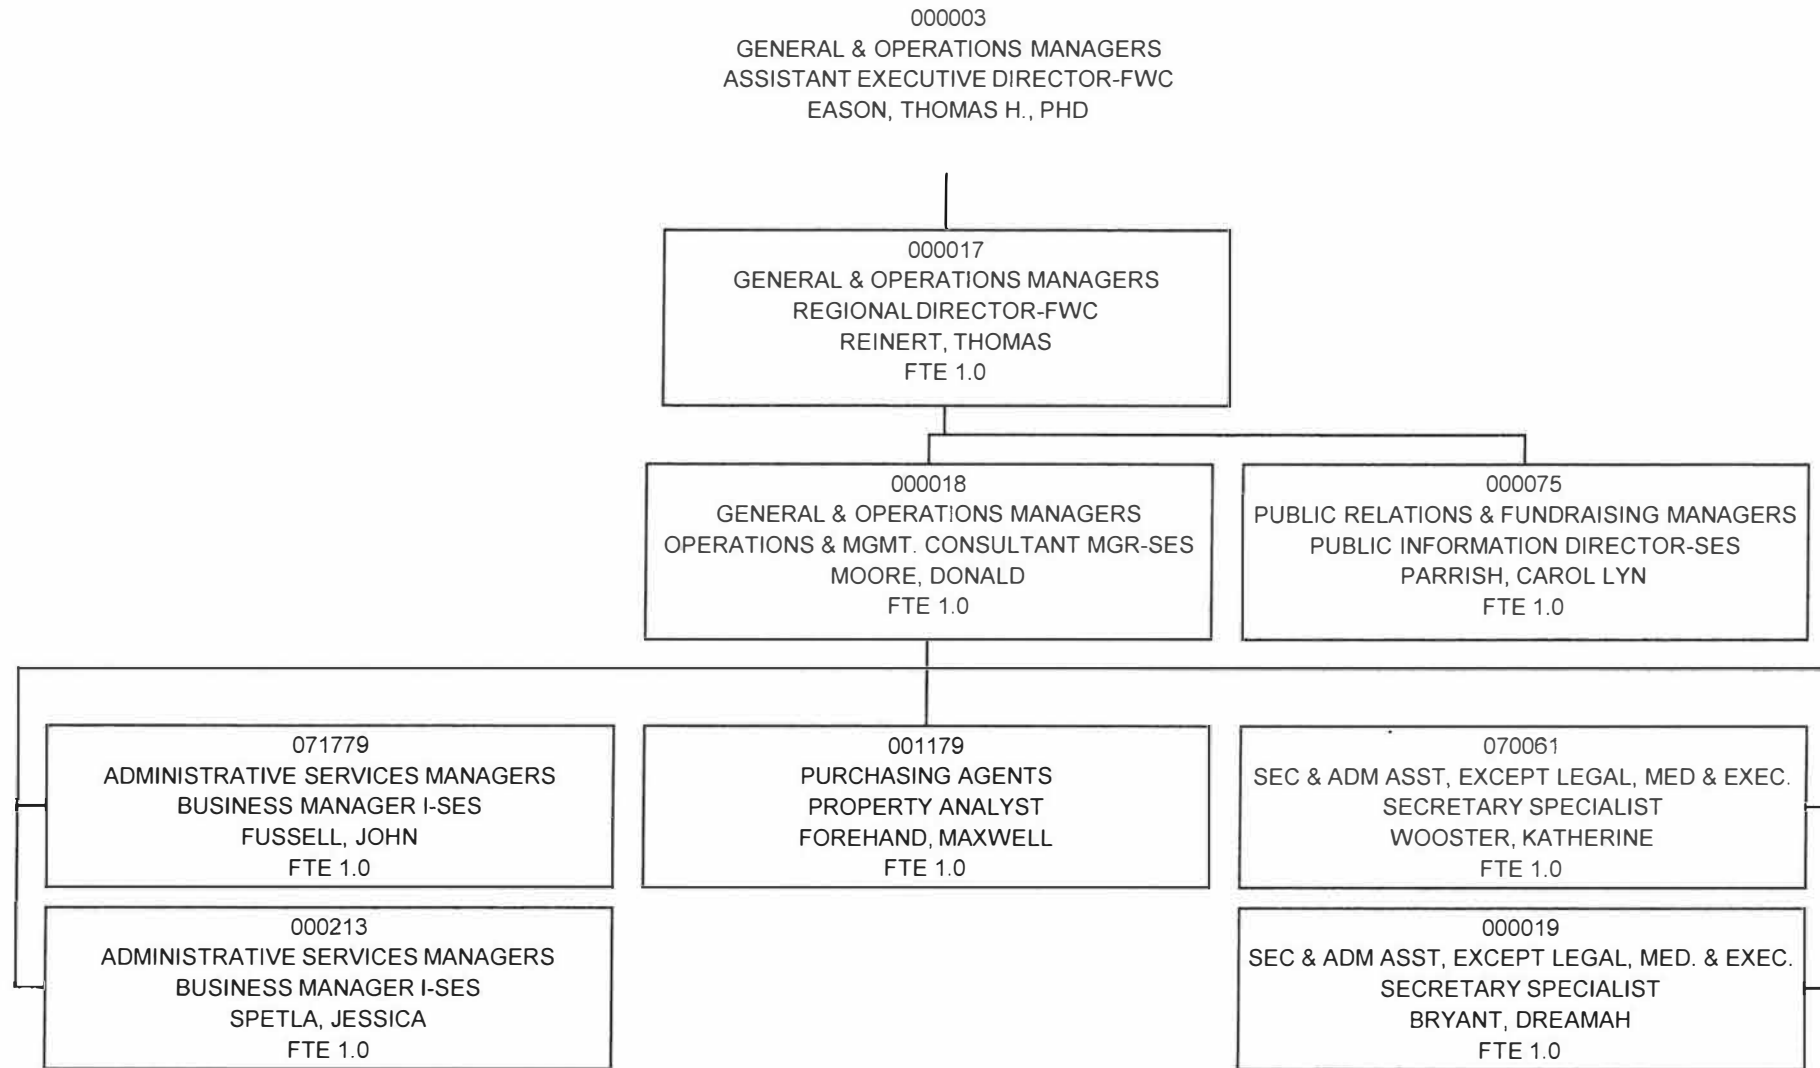 000003
GENERAL & OPERATIONS MANAGERS
ASSISTANT EXECUTIVE DIRECTOR-FWC
EASON, THOMAS H., PHD
000017
GENERAL & OPERATIONS MANAGERS
REGIONAL DIRECTOR-FWC
REINERT, THOMAS
FTE 1.0
000018
GENERAL & OPERATIONS MANAGERS
OPERATIONS & MGMT. CONSULTANT MGR-SES
MOORE, DONALD
FTE 1.0
000075
PUBLIC RELATIONS & FUNDRAISING MANAGERS
PUBLIC INFORMATION DIRECTOR-SES
PARRISH, CAROL LYN
FTE 1.0
071779
ADMINISTRATIVE SERVICES MANAGERS
BUSINESS MANAGER I-SES
FUSSELL, JOHN
FTE 1.0
001179
PURCHASING AGENTS
PROPERTY ANALYST
FOREHAND, MAXWELL
FTE 1.0
070061
SEC & ADM ASST, EXCEPT LEGAL, MED & EXEC.
SECRETARY SPECIALIST
WOOSTER, KATHERINE
FTE 1.0
000213
ADMINISTRATIVE SERVICES MANAGERS
BUSINESS MANAGER I-SES
SPETLA, JESSICA
FTE 1.0
000019
SEC & ADM ASST, EXCEPT LEGAL, MED. & EXEC.
SECRETARY SPECIALIST
BRYANT, DREAMAH
FTE 1.0